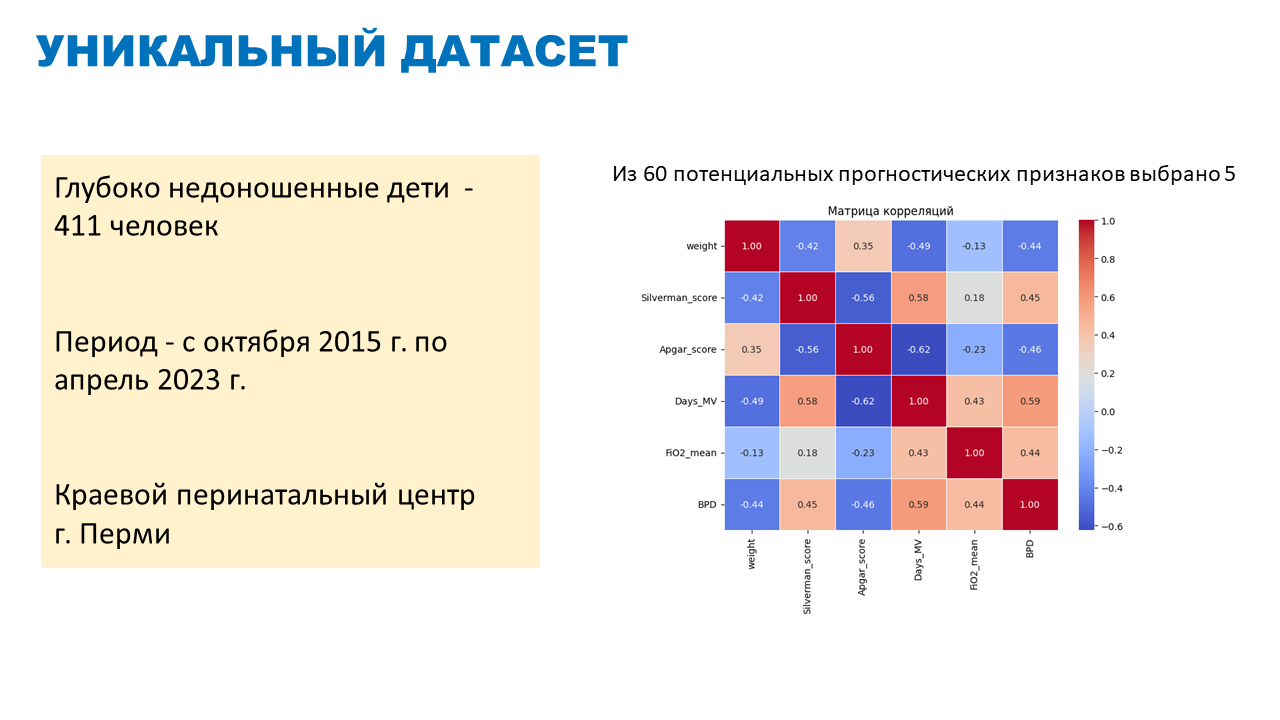 УНИКАЛЬНЫЙ ДАТАСЕТ
Глубоко недоношенные дети  -
411 человек
Период - с октября 2015 г. по
апрель 2023 г.
Краевой перинатальный центр
г. Перми
Из 60 потенциальных прогностических признаков выбрано 5
Матрица корреляций
weight 1.00 -0.42 0.35 -0.49 -0.13 -0.44
Silverman_score -0.42 1.00 -0.56 0.58 0.18 0.45
Apgar_score 0.35 -0.56 1.00 -0.62 -0.23 -0.46
Days_MV -0.49 0.58 -0.62 1.00 0.43 0.59
FiO2_mean -0.13 0.18 -0.23 0.43 1.00 0.44
BPD -0.44 0.45 -0.46 0.59 0.44 1.00
weight Silverman_score Apgar_score Days_MV FiO2_mean BPD
1.0
0.8
0.6
0.4
0.2
0.0
−0.2
−0.4
−0.6